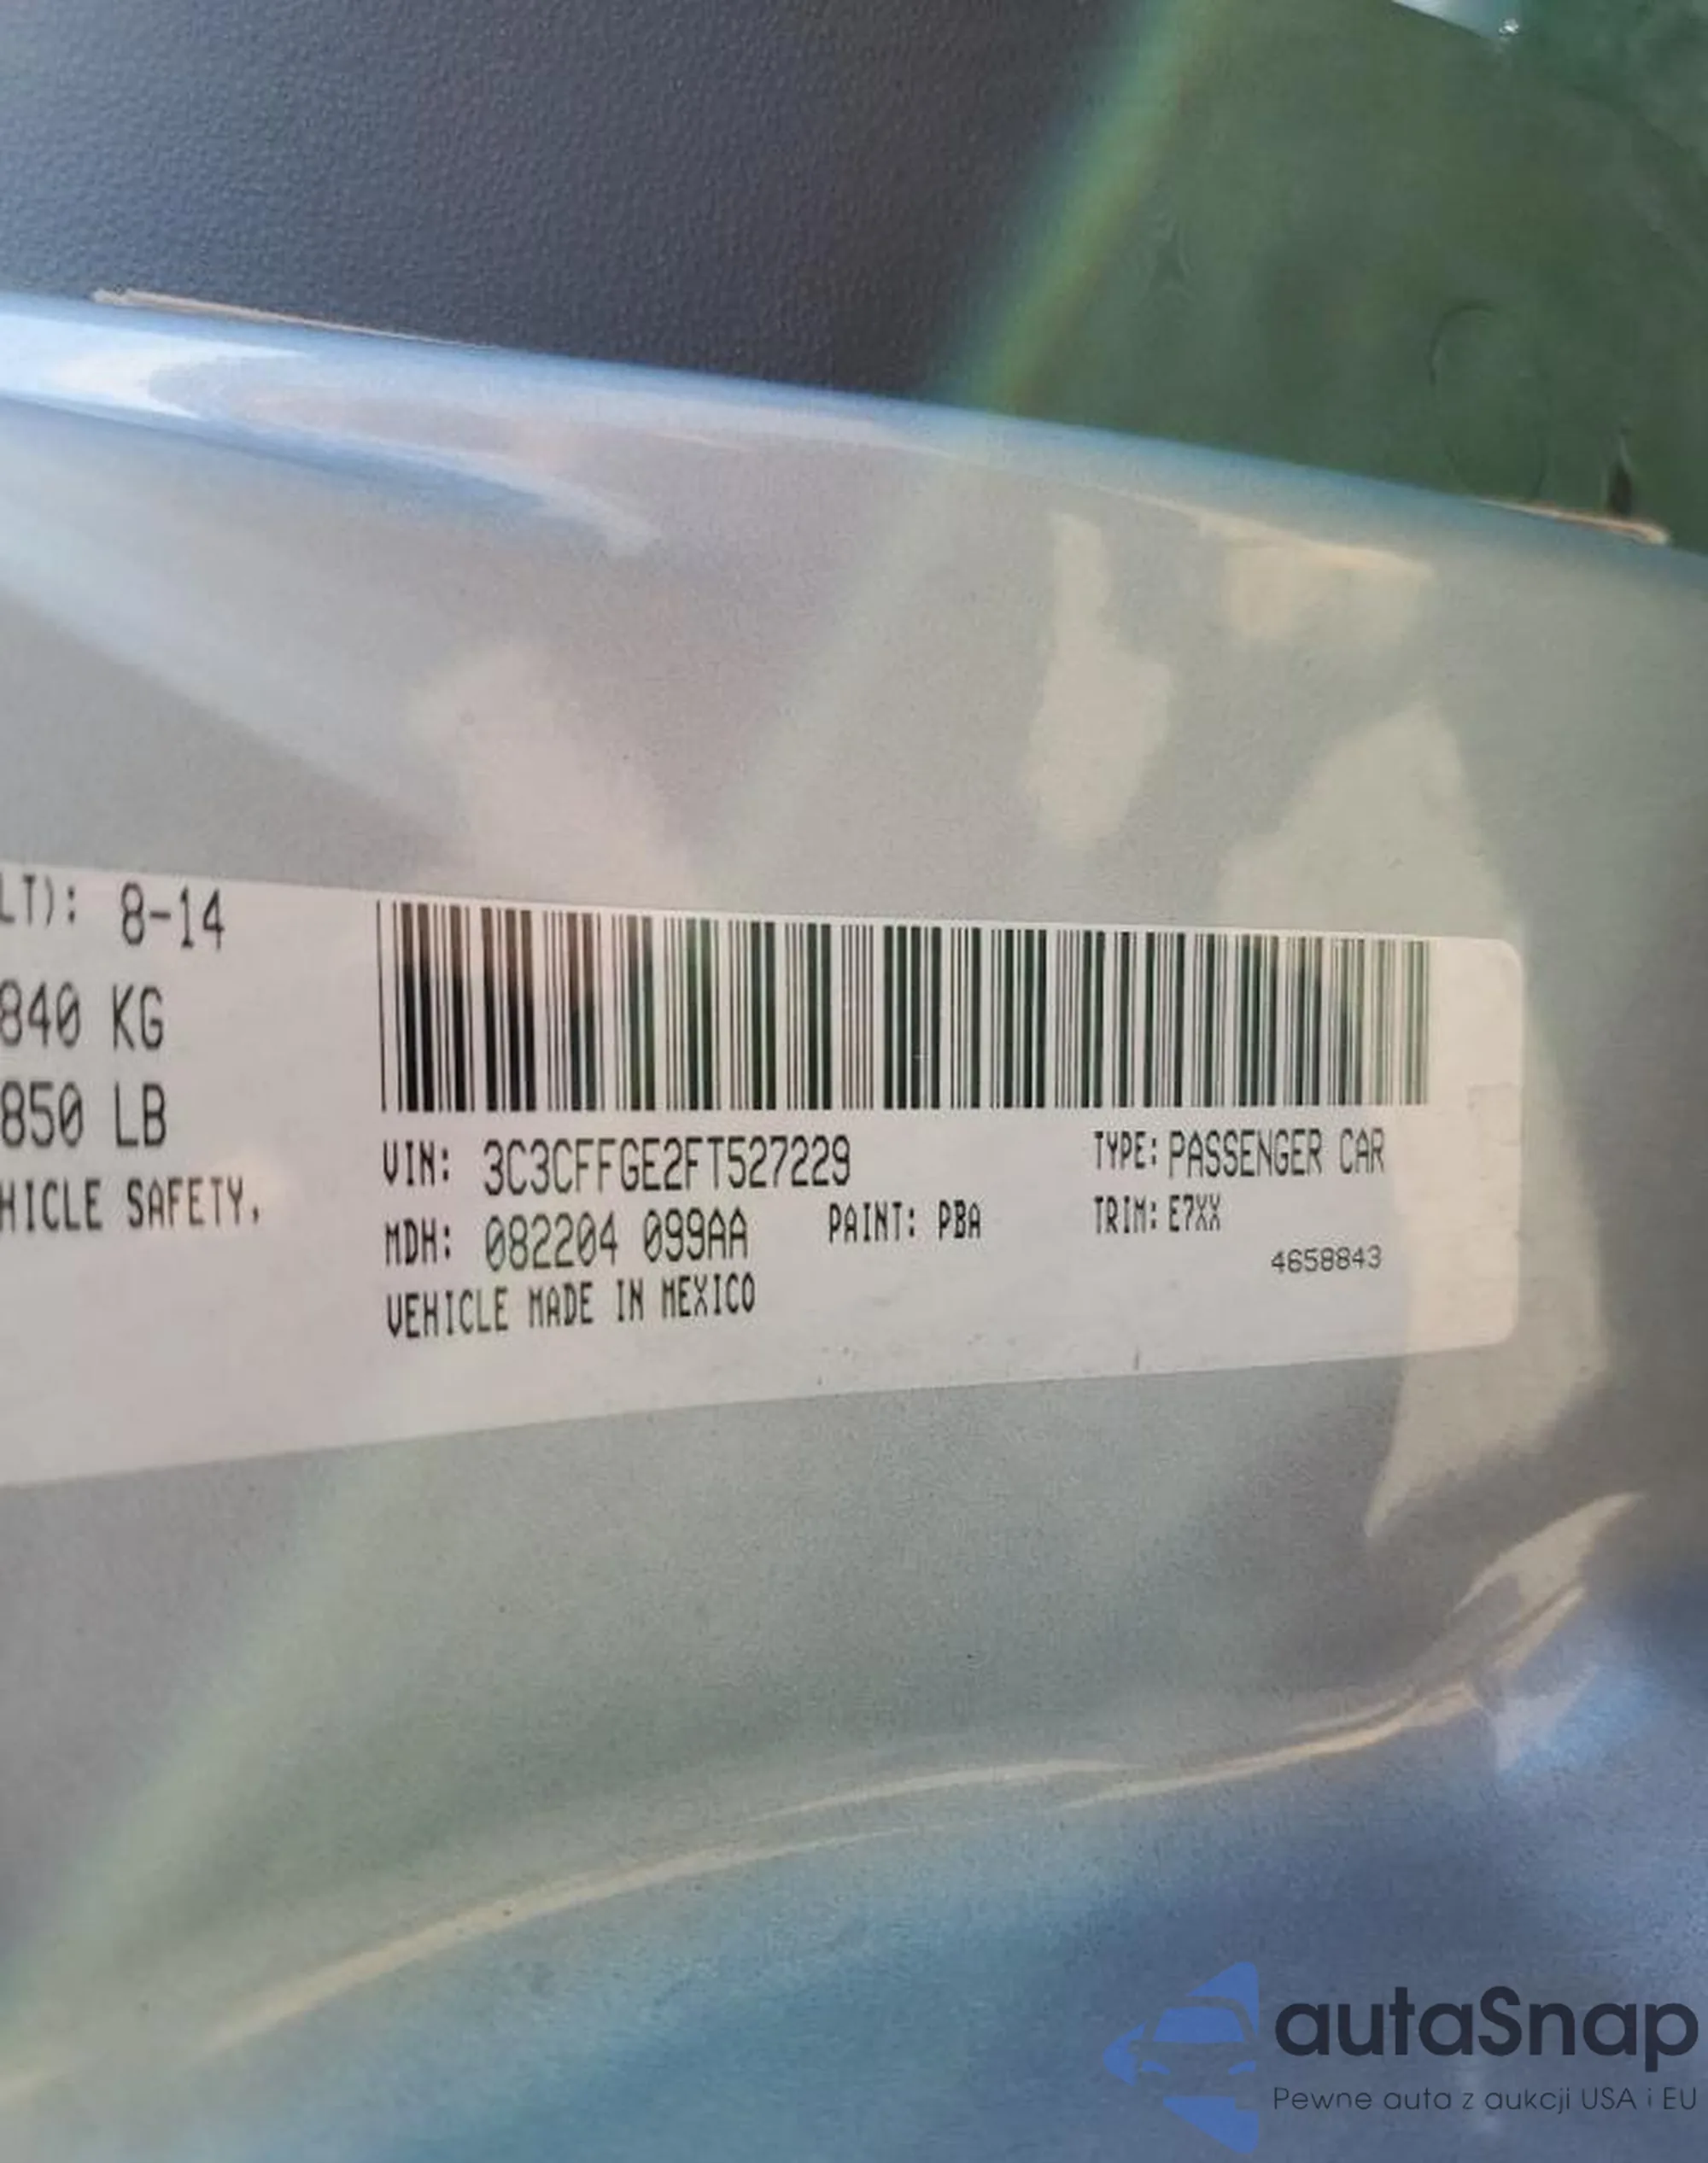 LT): 8-14
840 KG
850 LB
HICLE SAFETY,
VIN: 3C3CFFGE2FT527229
TYPE: PASSENGER CAR
MDH: 082204 099AA
PAINT: PBA
TRIM: E7XX
4658843
VEHICLE MADE IN MEXICO
autaSnap
Pewne auta z aukcji USA i EU